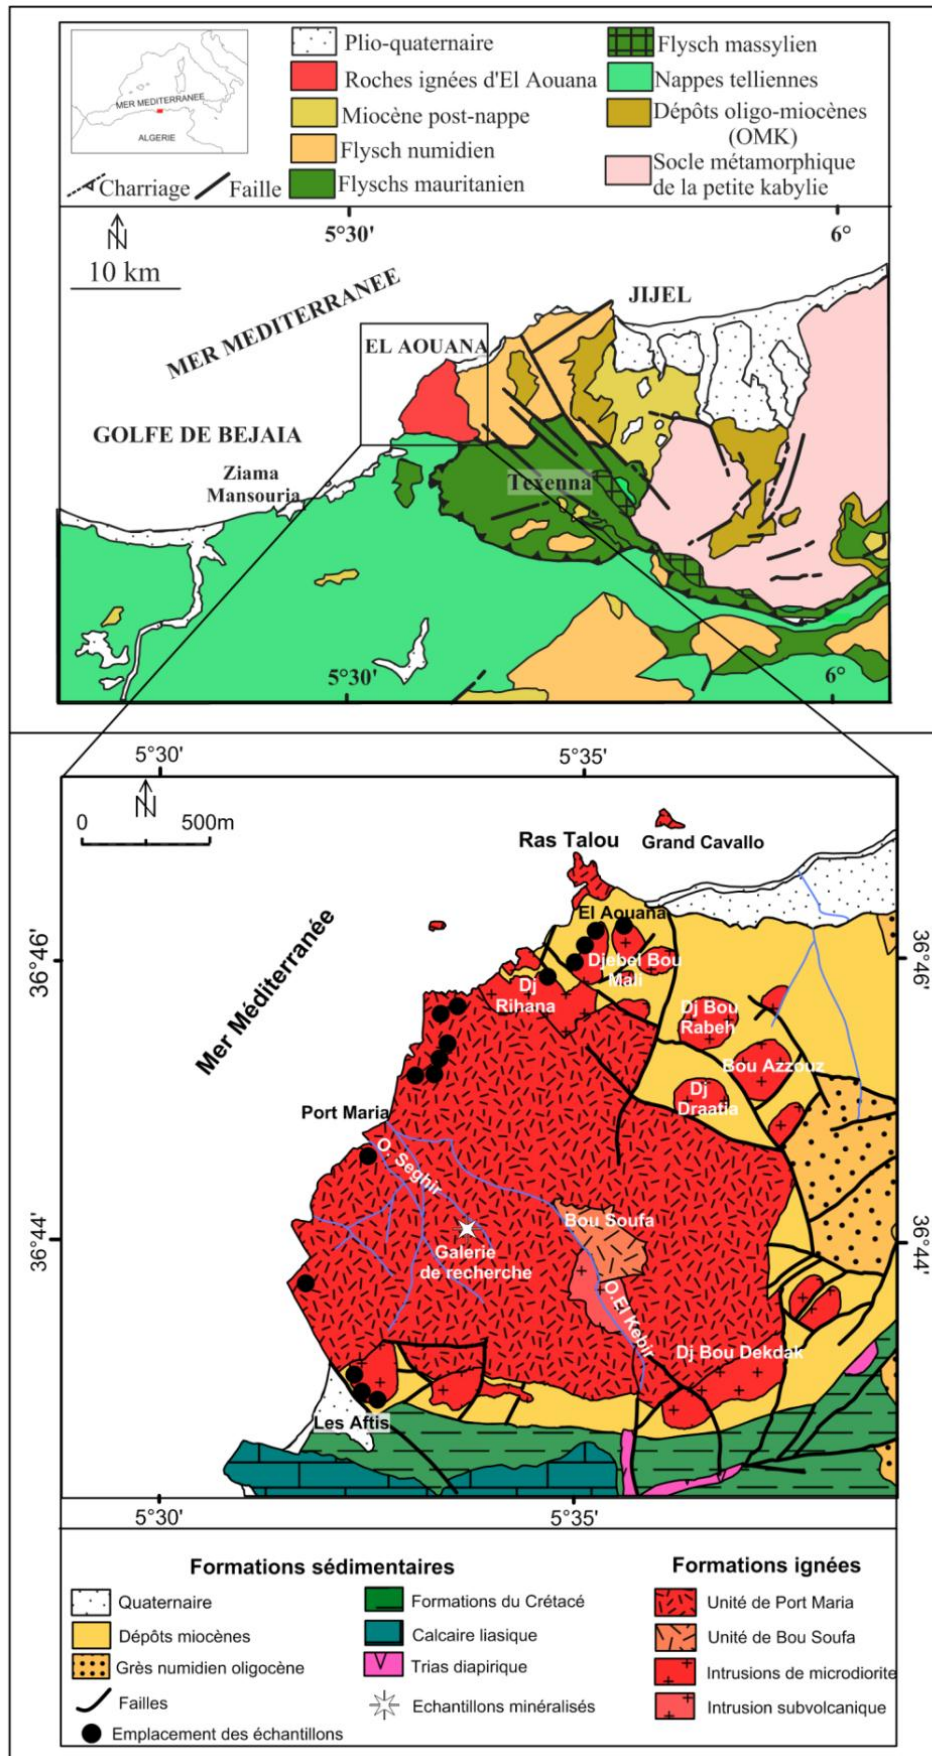 MER MEDITERRANEE
ALGERIE
Charriage
Faille
Plio-quaternaire
Roches ignées d'El Aouana
Miocène post-nappe
Flysch numidien
Flyschs mauritanien
Flysch massylien
Nappes telliennes
Dépôts oligo-miocènes
(OMK)
Socle métamorphique
de la petite kabylie
N
10 km
5°30'
6°
MER MEDITERRANEE
JIJEL
EL AOUANA
GOLFE DE BEJAIA
Ziama
Mansouria
Texenna
5°30'
6°
5°30'
5°35'
N
0 500m
Ras Talou
Grand Cavallo
El Aouana
36°46'
36°46'
Djebel Bou
Mali
Dj
Rihana
Mer Méditerranée
Dj Bou
Rabeh
Bou Azzouz
Dj
Draatia
Port Maria
O. Seghir
Bou Soufa
36°44'
36°44'
Galerie
de recherche
O.El Kebir
Dj Bou Dekdak
Les Aftis
5°30'
5°35'
Formations sédimentaires
Quaternaire
Dépôts miocènes
Grès numidien oligocène
Failles
Emplacement des échantillons
Formations du Crétacé
Calcaire liasique
Trias diapirique
Echantillons minéralisés
Formations ignées
Unité de Port Maria
Unité de Bou Soufa
Intrusions de microdiorite
Intrusion subvolcanique